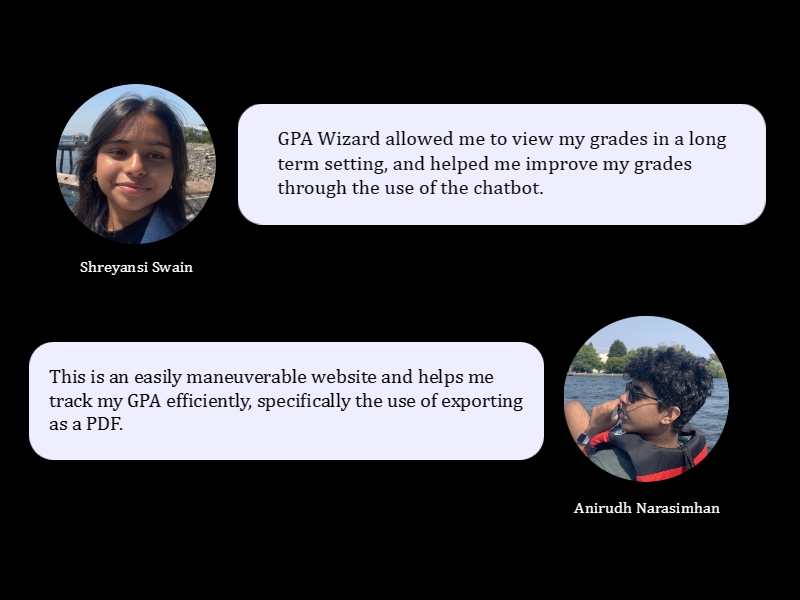 GPA Wizard allowed me to view my grades in a long
term setting, and helped me improve my grades
through the use of the chatbot.
Shreyansi Swain
This is an easily maneuverable website and helps me
track my GPA efficiently, specifically the use of exporting
as a PDF.
Anirudh Narasimhan